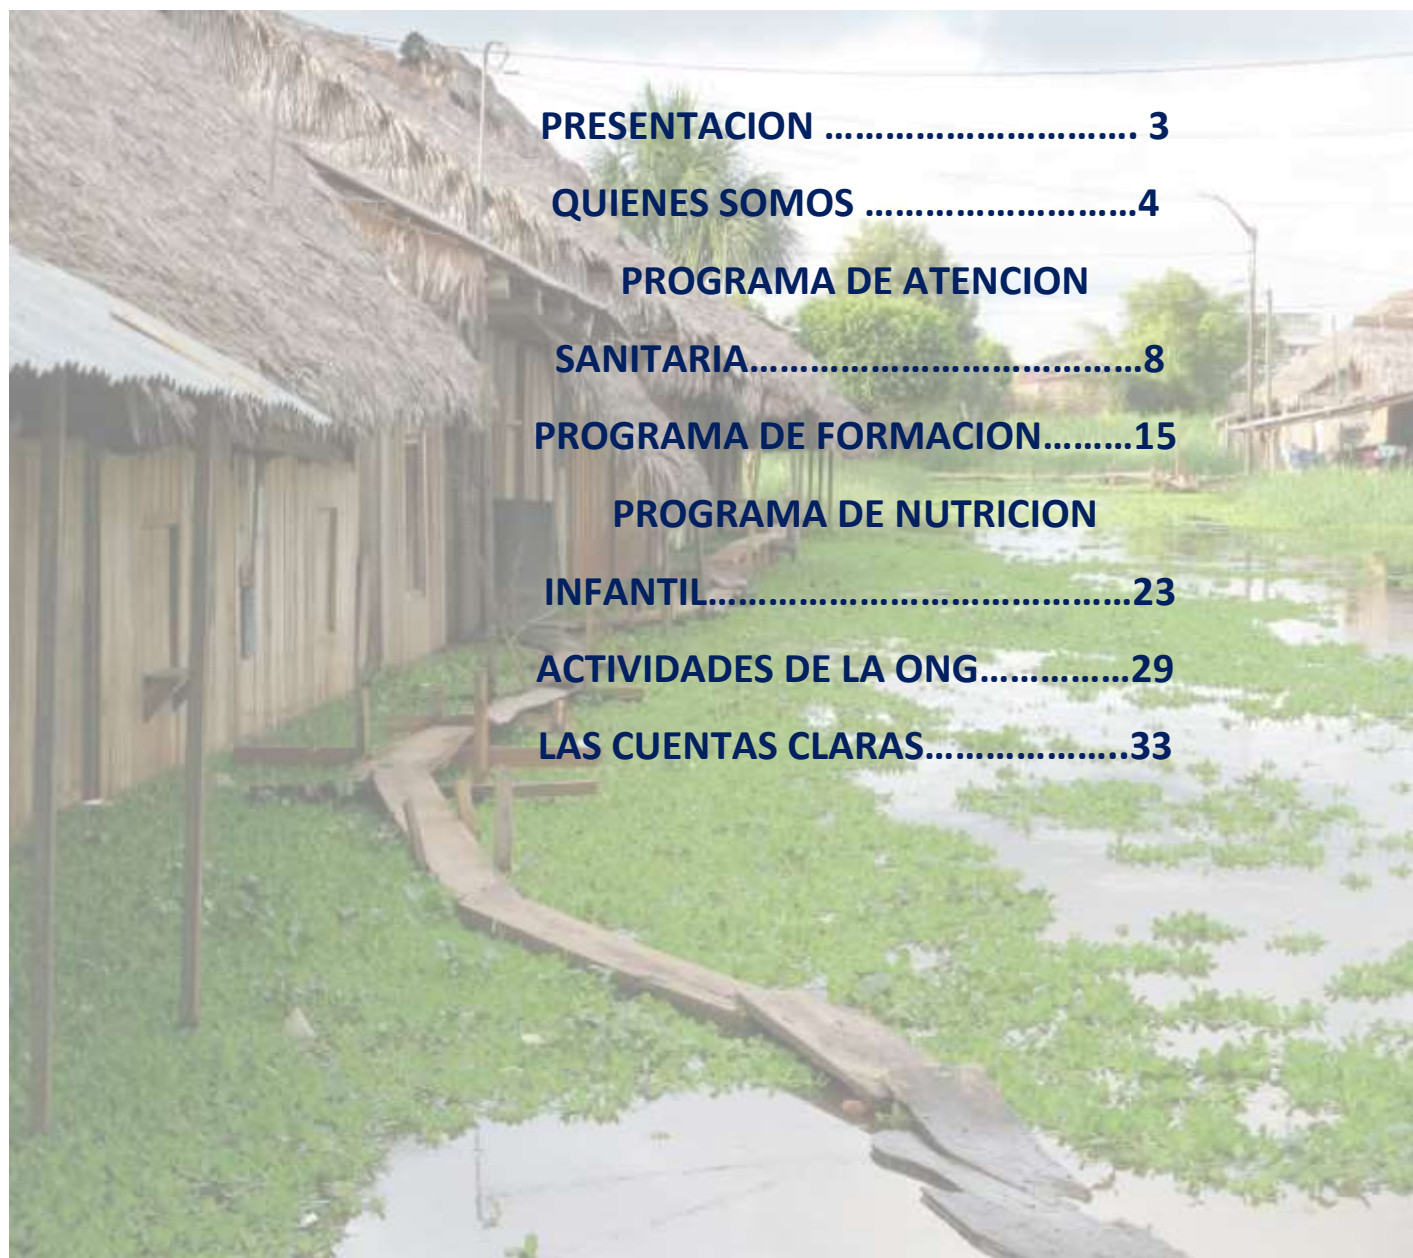 PRESENTACION …………………………. 3
QUIENES SOMOS ………………………4
PROGRAMA DE ATENCION
SANITARIA…………………………………8
PROGRAMA DE FORMACION………15
PROGRAMA DE NUTRICION
INFANTIL……………………………………23
ACTIVIDADES DE LA ONG……………29
LAS CUENTAS CLARAS………………..33